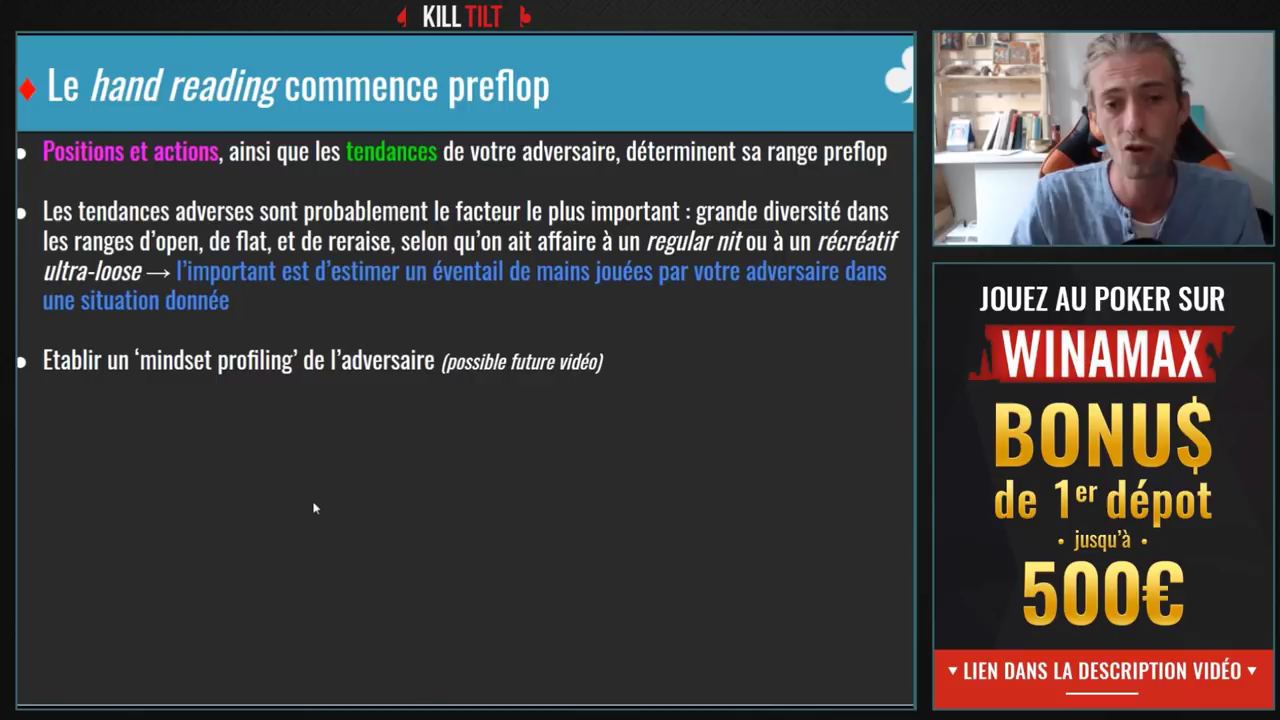 KILL TILT
Le hand reading commence preflop
Positions et actions, ainsi que les tendances de votre adversaire, déterminent sa range preflop
Les tendances adverses sont probablement le facteur le plus important : grande diversité dans
les ranges d'open, de flat, et de reraise, selon qu'on ait affaire à un regular nit ou à un récréatif
ultra-loose → l'important est d'estimer un éventail de mains jouées par votre adversaire dans
une situation donnée
Etablir un ‘mindset profiling’ de l'adversaire (possible future vidéo)
JOUEZ AU POKER SUR
WINAMAX
BONU$
de 1er dépôt
• jusqu'à •
500€
LIEN DANS LA DESCRIPTION VIDÉO